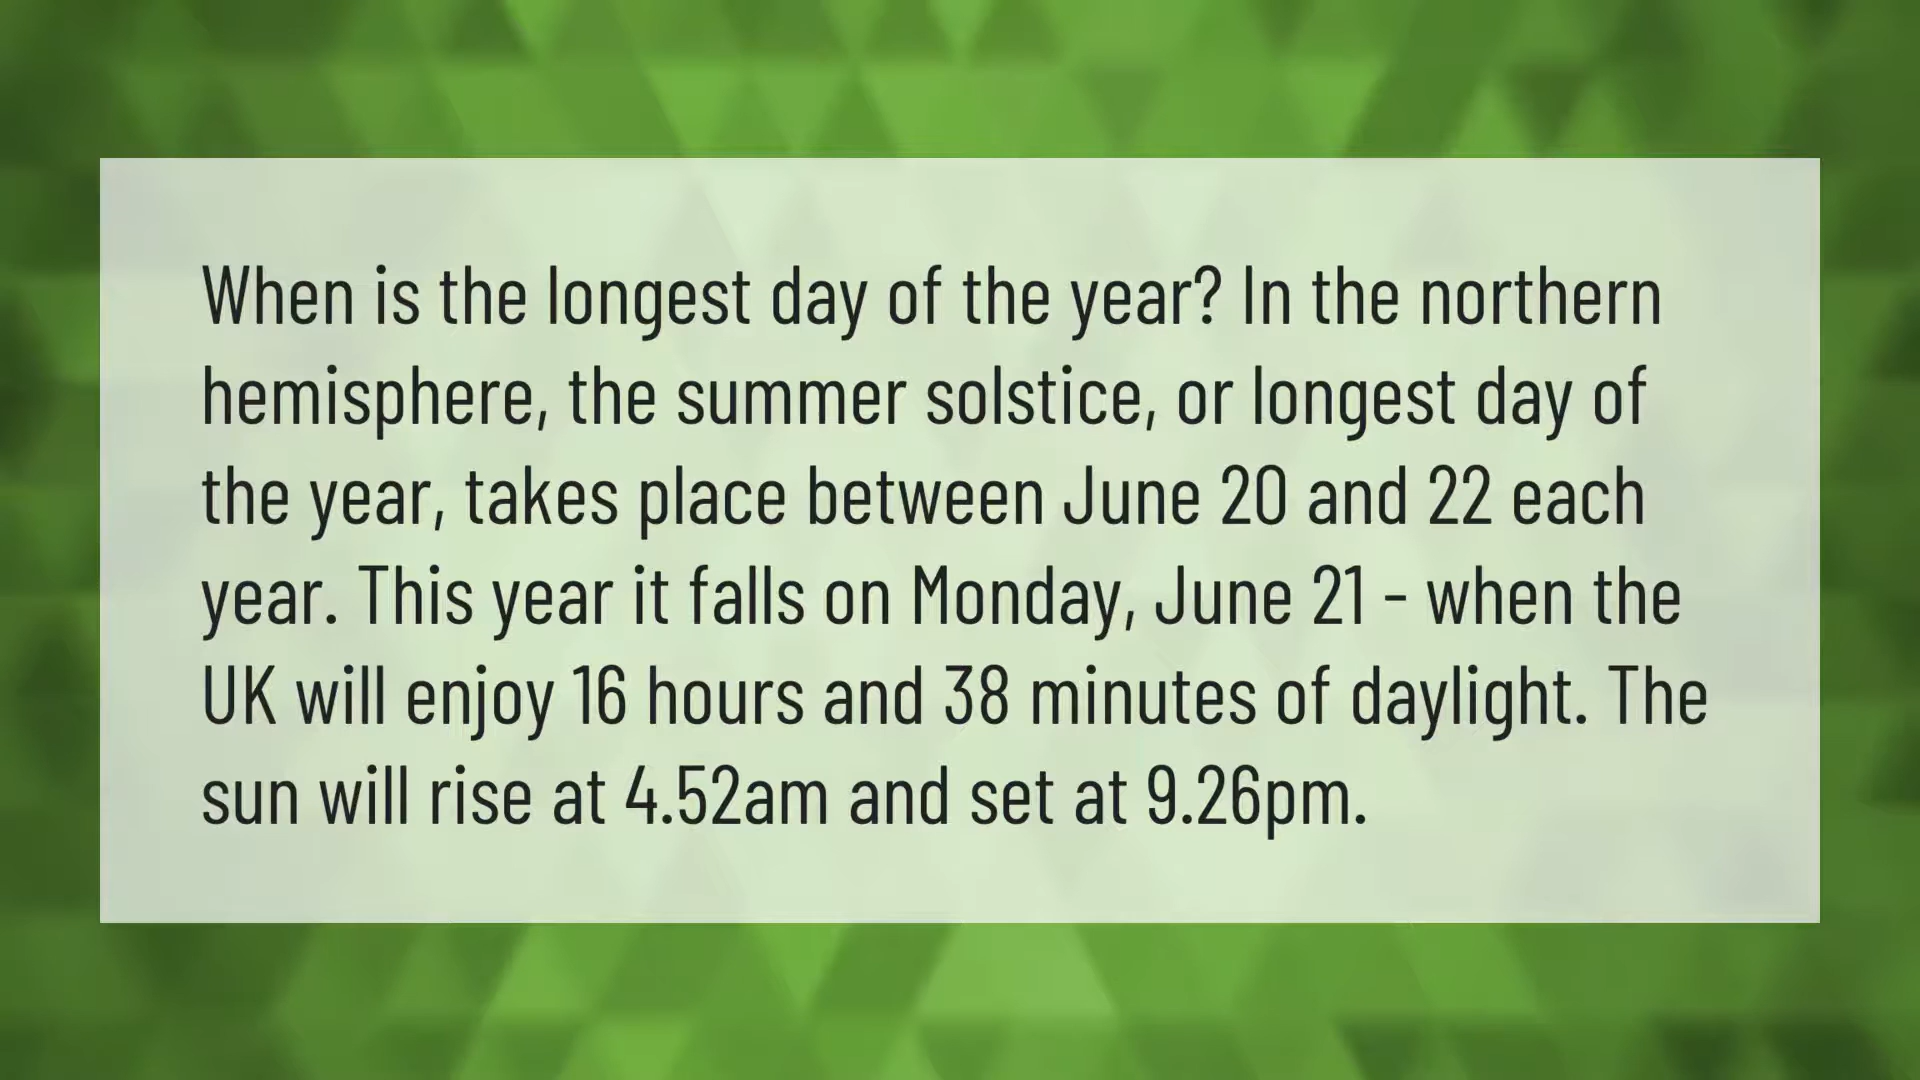 When is the longest day of the year? In the northern
hemisphere, the summer solstice, or longest day of
the year, takes place between June 20 and 22 each
year. This year it falls on Monday, June 21 - when the
UK will enjoy 16 hours and 38 minutes of daylight. The
sun will rise at 4.52am and set at 9.26pm.